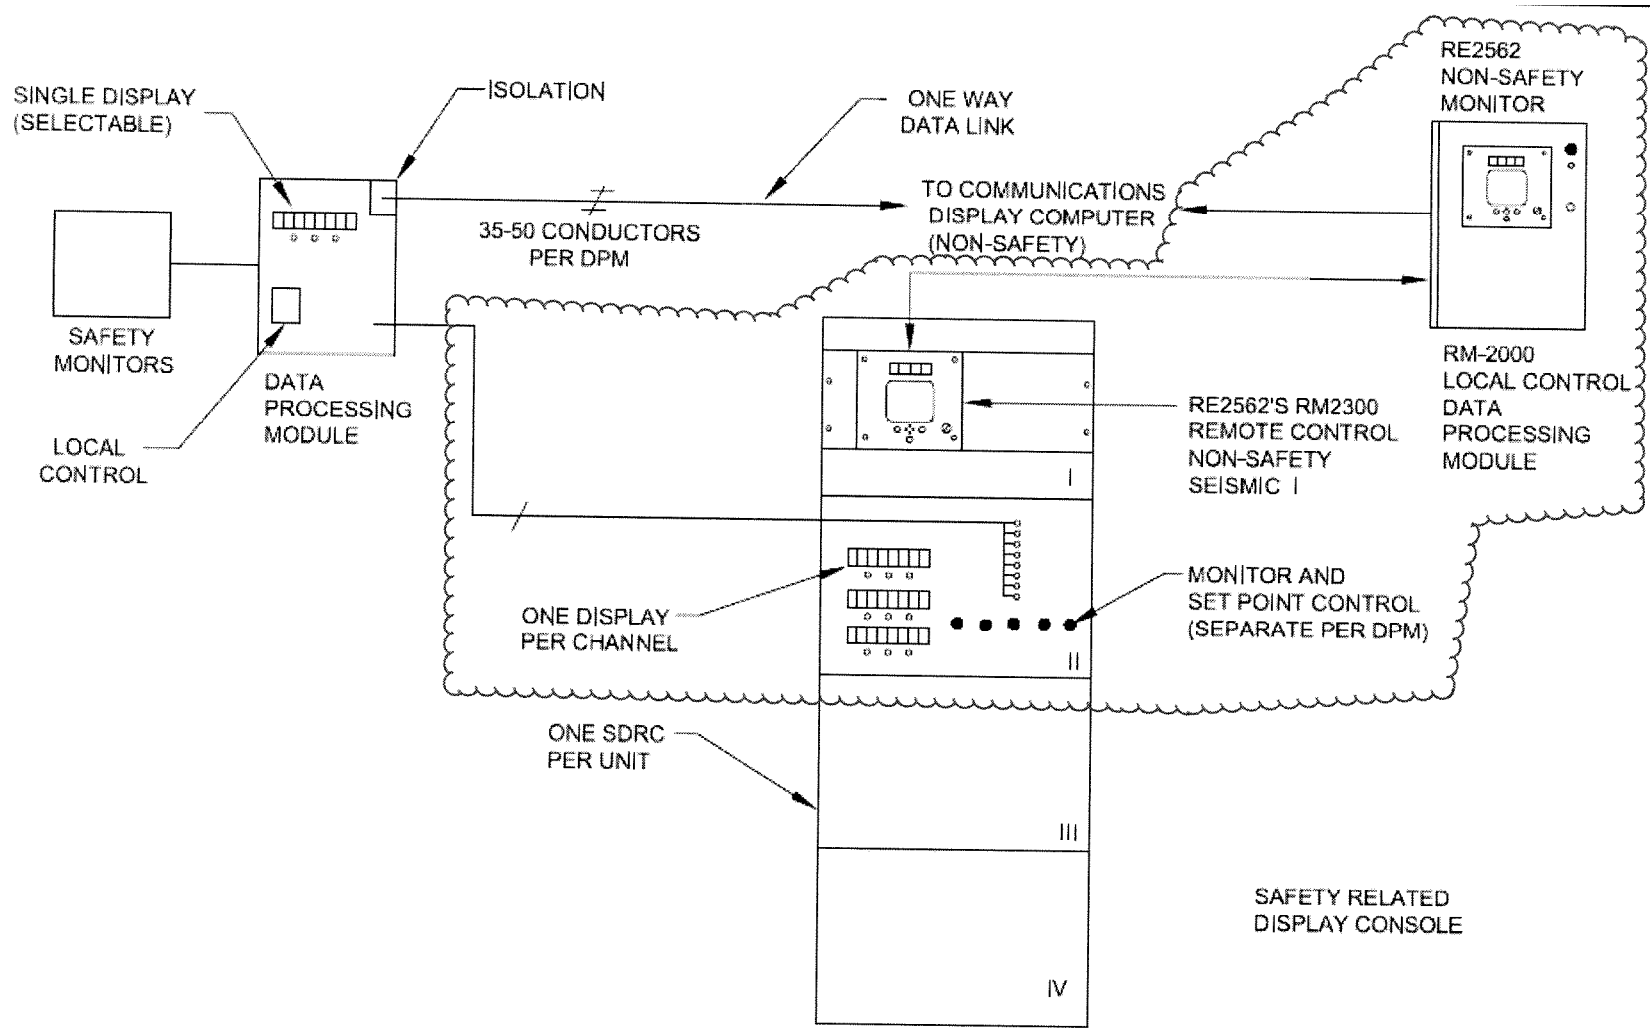 RE2562
NON-SAFETY
MONITOR
SINGLE DISPLAY
(SELECTABLE)
ISOLATION
ONE WAY
DATA LINK
TO COMMUNICATIONS
DISPLAY COMPUTER
(NON-SAFETY)
35-50 CONDUCTORS
PER DPM
SAFETY
MONITORS
DATA
PROCESSING
MODULE
LOCAL
CONTROL
RM-2000
LOCAL CONTROL
DATA
PROCESSING
MODULE
RE2562'S RM2300
REMOTE CONTROL
NON-SAFETY
SEISMIC I
I
ONE DISPLAY
PER CHANNEL
MONITOR AND
SET POINT CONTROL
(SEPARATE PER DPM)
II
ONE SDRC
PER UNIT
III
SAFETY RELATED
DISPLAY CONSOLE
IV